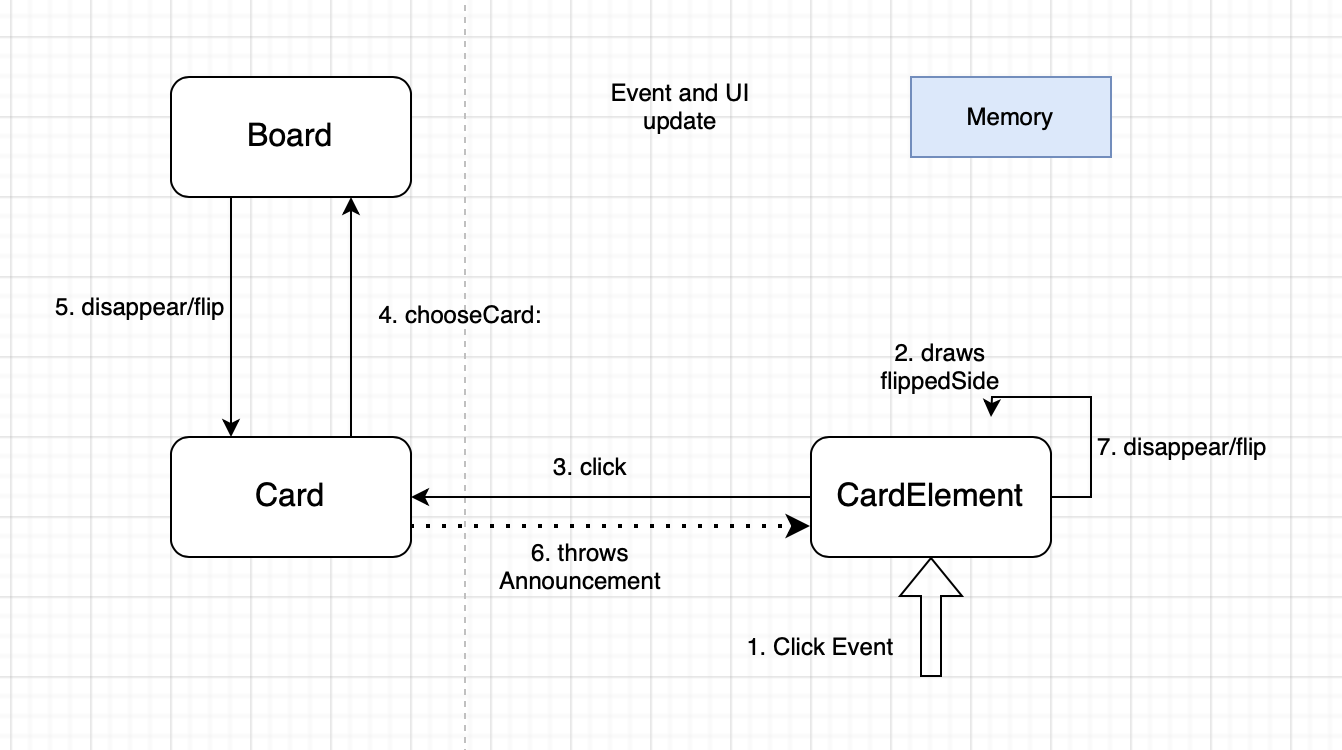 Event and UI
update
Memory
Board
5. disappear/flip
4. chooseCard:
2. draws
flippedSide
7. disappear/flip
3. click
Card
CardElement
6. throws
Announcement
1. Click Event